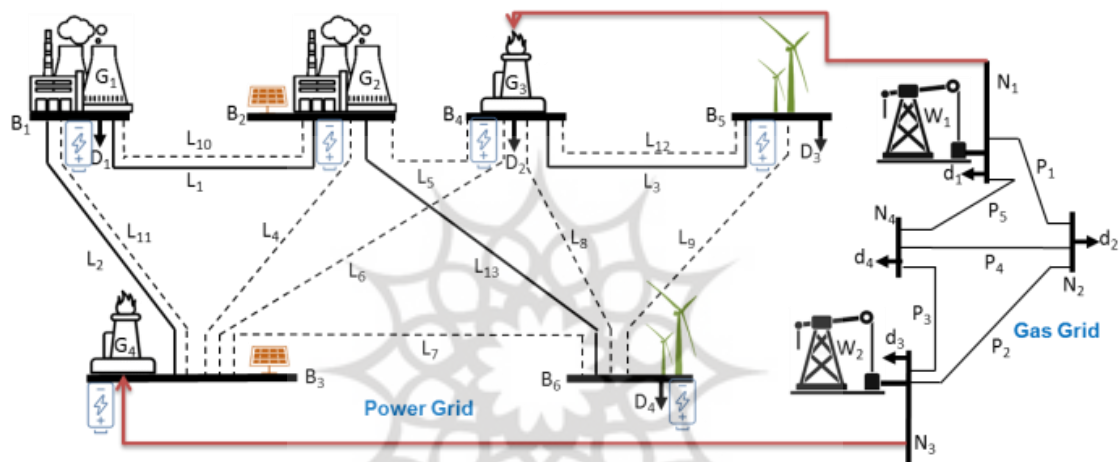 G1
G2
G3
N1
B1
B2
B4
B5
W1
D1
L10
D2
L12
D3
L1
L5
L3
d1
P1
P5
N4
L11
L4
L8
L9
d2
L2
L6
L13
d4
P4
N2
P3
G4
L7
W2
d3
P2
Gas Grid
B3
B6
Power Grid
D4
N3